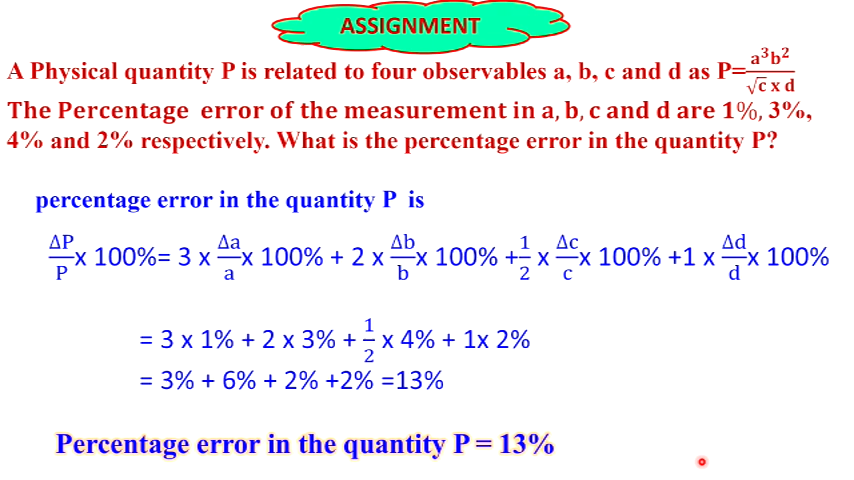 ASSIGNMENT
A Physical quantity P is related to four observables a, b, c and d as P= a³b² / √c x d
The Percentage error of the measurement in a, b, c and d are 1%, 3%,
4% and 2% respectively. What is the percentage error in the quantity P?
percentage error in the quantity P is
ΔP/P x 100%= 3 x Δa/a x 100% + 2 x Δb/b x 100% + 1/2 x Δc/c x 100% +1 x Δd/d x 100%
= 3 x 1% + 2 x 3% + 1/2 x 4% + 1x 2%
= 3% + 6% + 2% +2% =13%
Percentage error in the quantity P = 13%